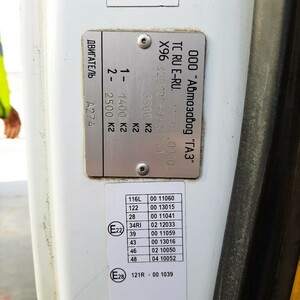 ООО "Автозавод "ГАЗ"
ТС RU E-RU.
X96
1- 1400 кг
2- 2500 кг
ДВИГАТЕЛЬ A274
116L 00 11060
122 00 13015
28 00 11041
34RI 02 12033
39 00 11059
43 00 13016
46 02 10050
48 04 10052
E22
E28 121R - 00 1039